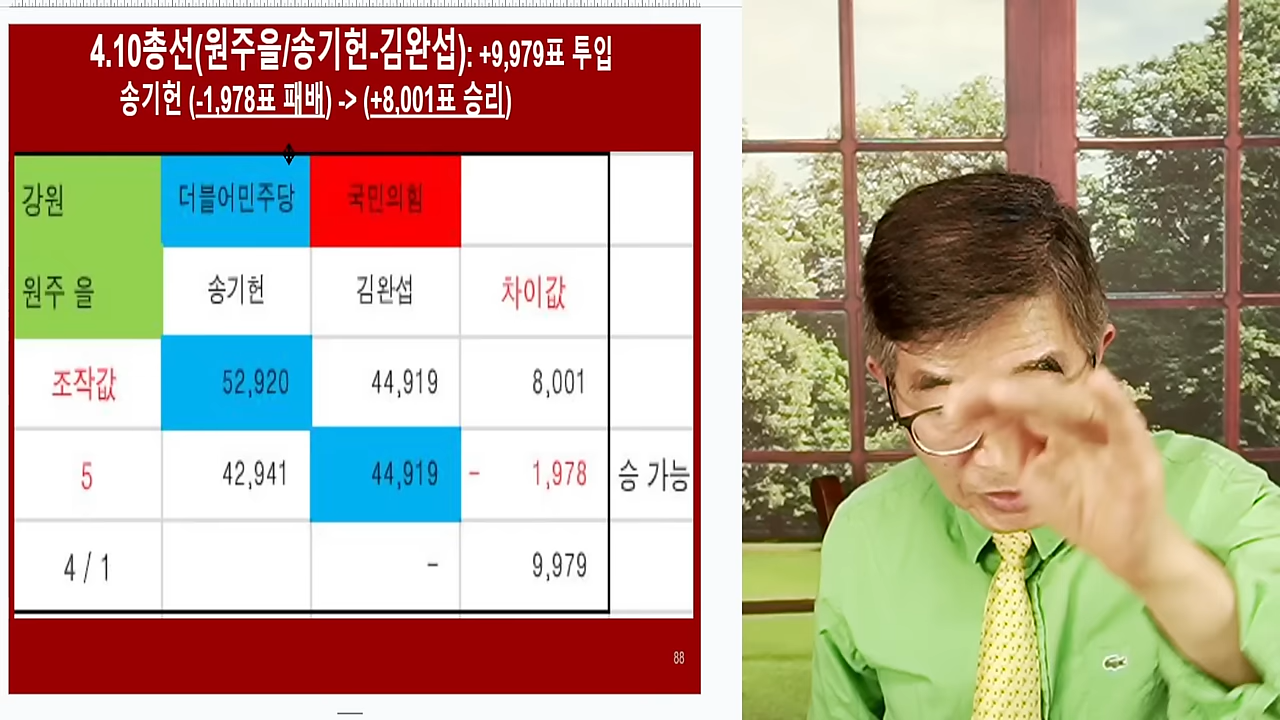 4.10총선(원주을/송기헌-김완섭): +9,979표 투입
송기헌 (-1,978표 패배) -> (+8,001표 승리)
강원 더블어민주당 국민의힘
원주 을 송기헌 김완섭 차이값
조작값 52,920 44,919 8,001
5 42,941 44,919 - 1,978 승 가능
4 / 1 - 9,979
88